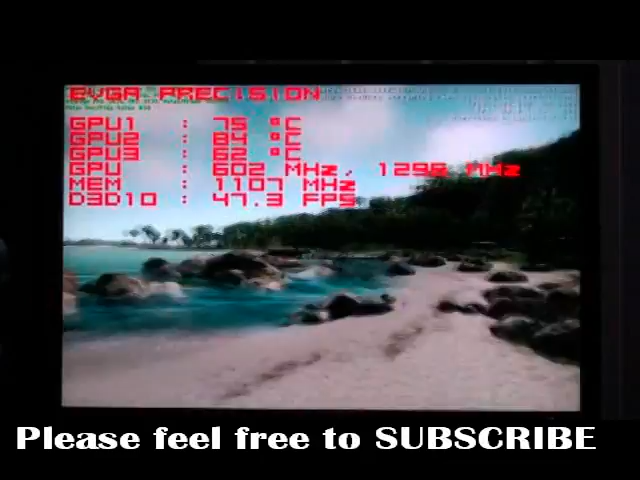 EVGA PRECISION
GPU1 : 75 °C
GPU2 : 84 °C
GPU3 : 62 °C
GPU : 602 MHz, 1296 MHz
MEM : 1107 MHz
D3D10 : 47.3 FPS
Please feel free to SUBSCRIBE